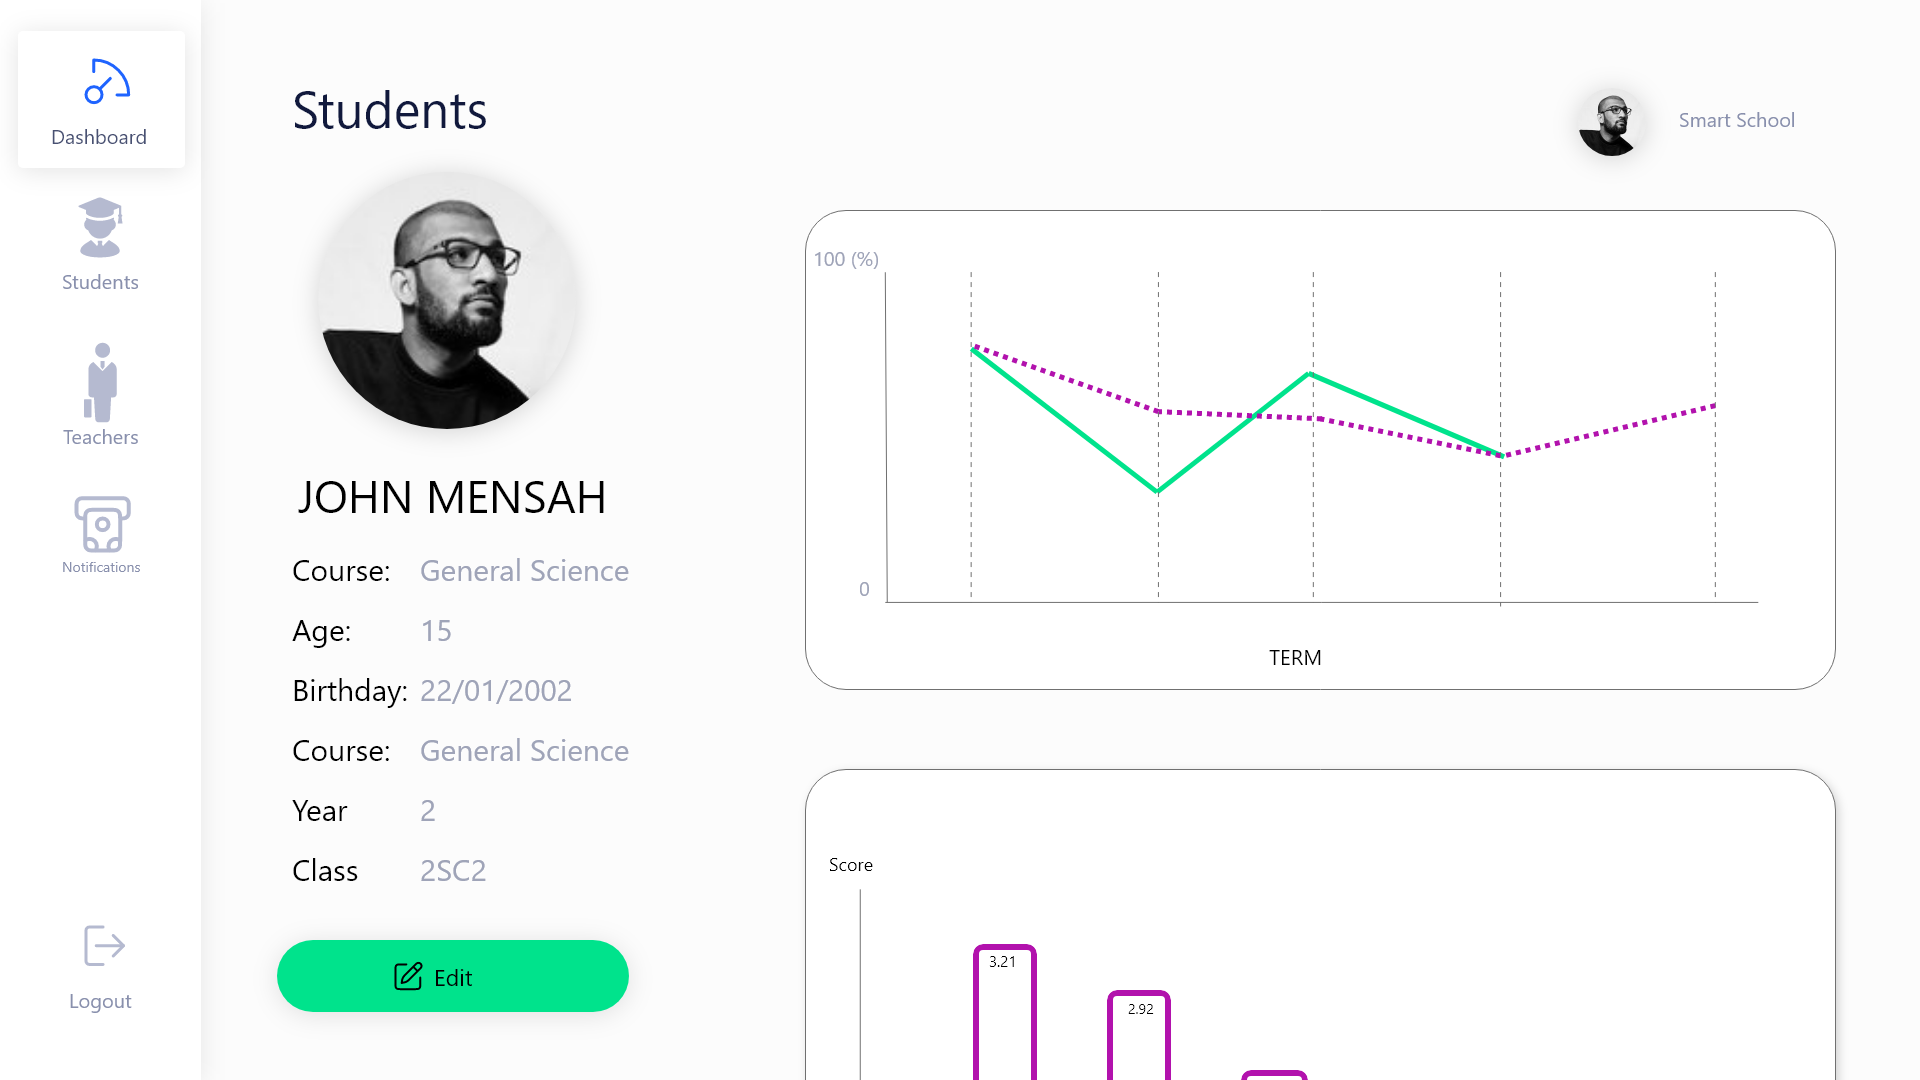 Dashboard
Students
Teachers
Notifications
Logout
Students
Smart School
JOHN MENSAH
Course: General Science
Age: 15
Birthday: 22/01/2002
Course: General Science
Year 2
Class 2SC2
Edit
100 (%)
0
TERM
Score
3.21
2.92